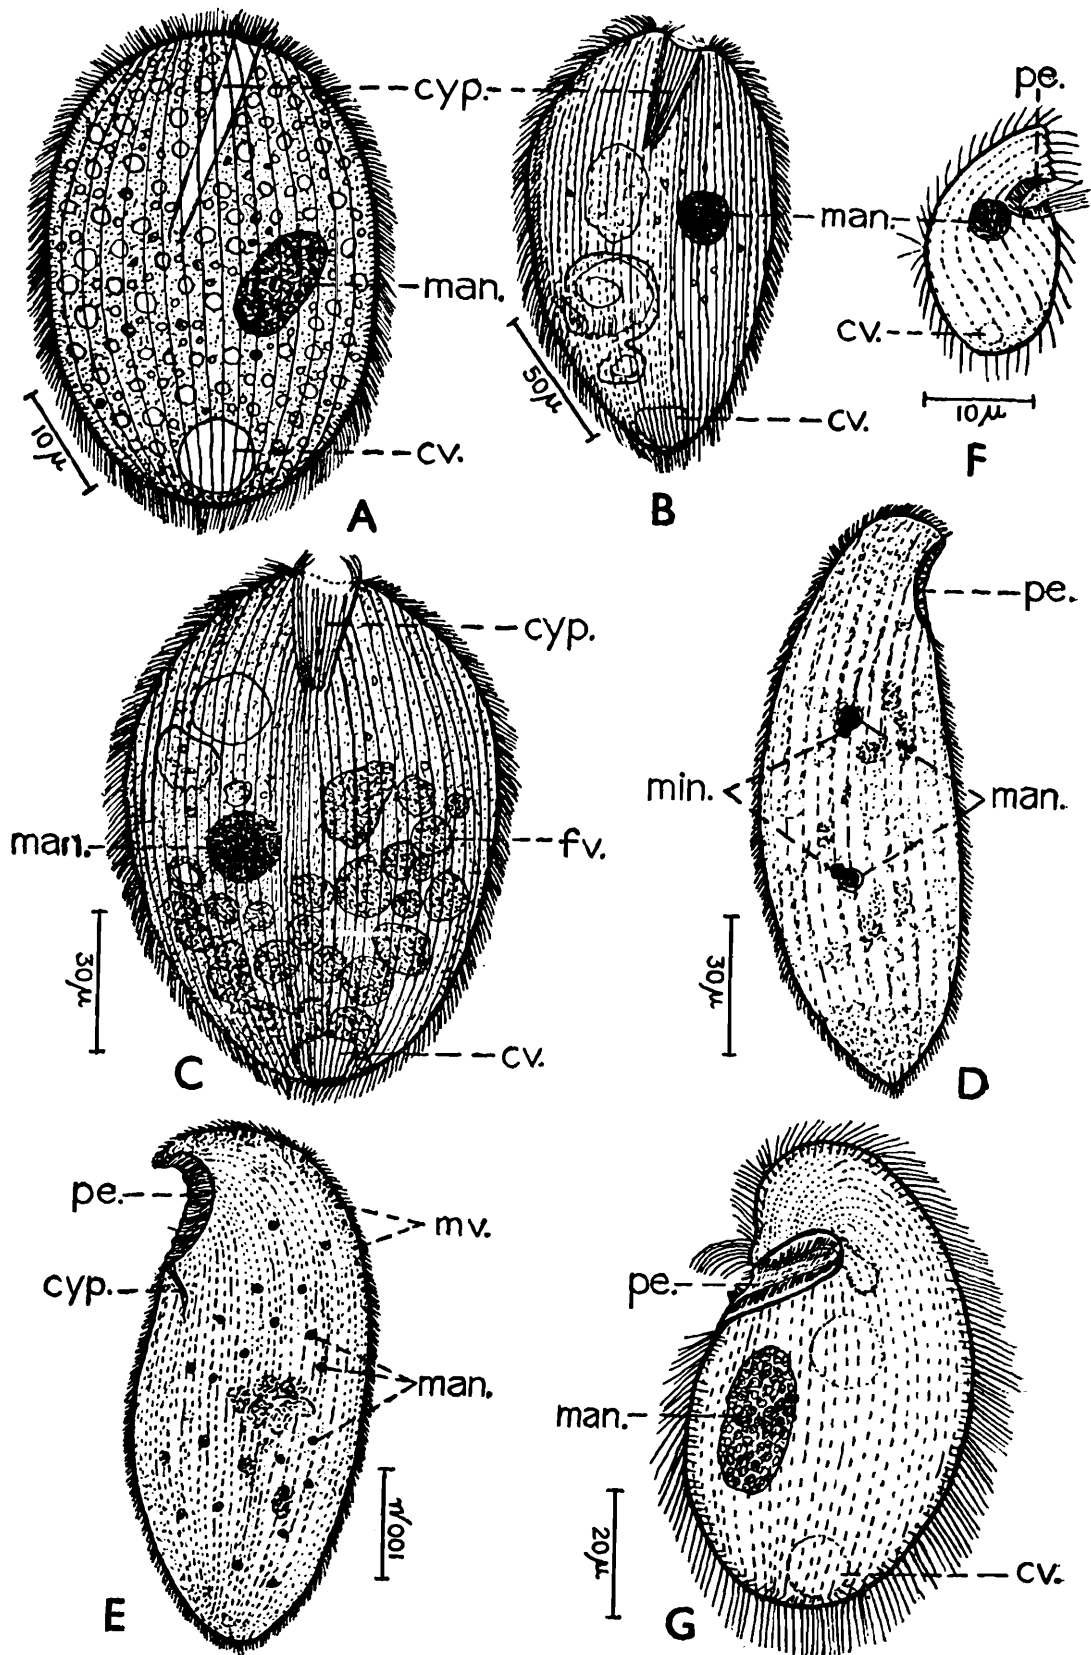 cyp.
man.
cv.
10µ
A
50µ
cv.
B
pe.
man.
cv.
10µ
F
cyp.
man.
fv.
30µ
cv.
C
pe.
min.
man.
30µ
D
pe.
mv.
cyp.
man.
100µ
E
pe.
man.
20µ
cv.
G